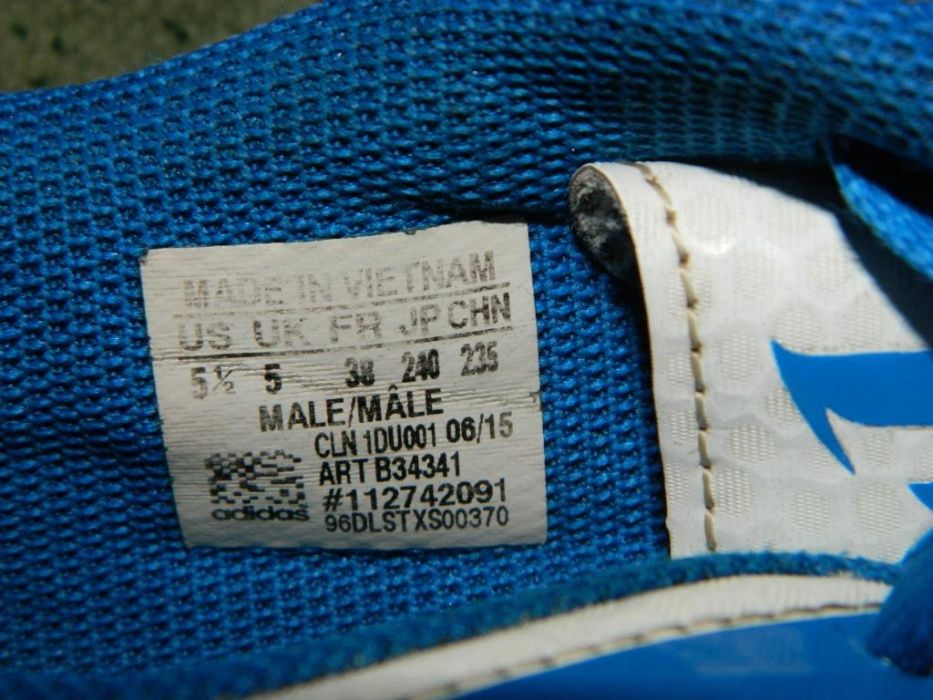 MADE IN VIETNAM
US UK FR JP CHN
5½ 5 38 240 235
MALE/MÂLE
CLN 1DU001 06/15
ART B34341
#112742091
adidas 96DLSTXS00370